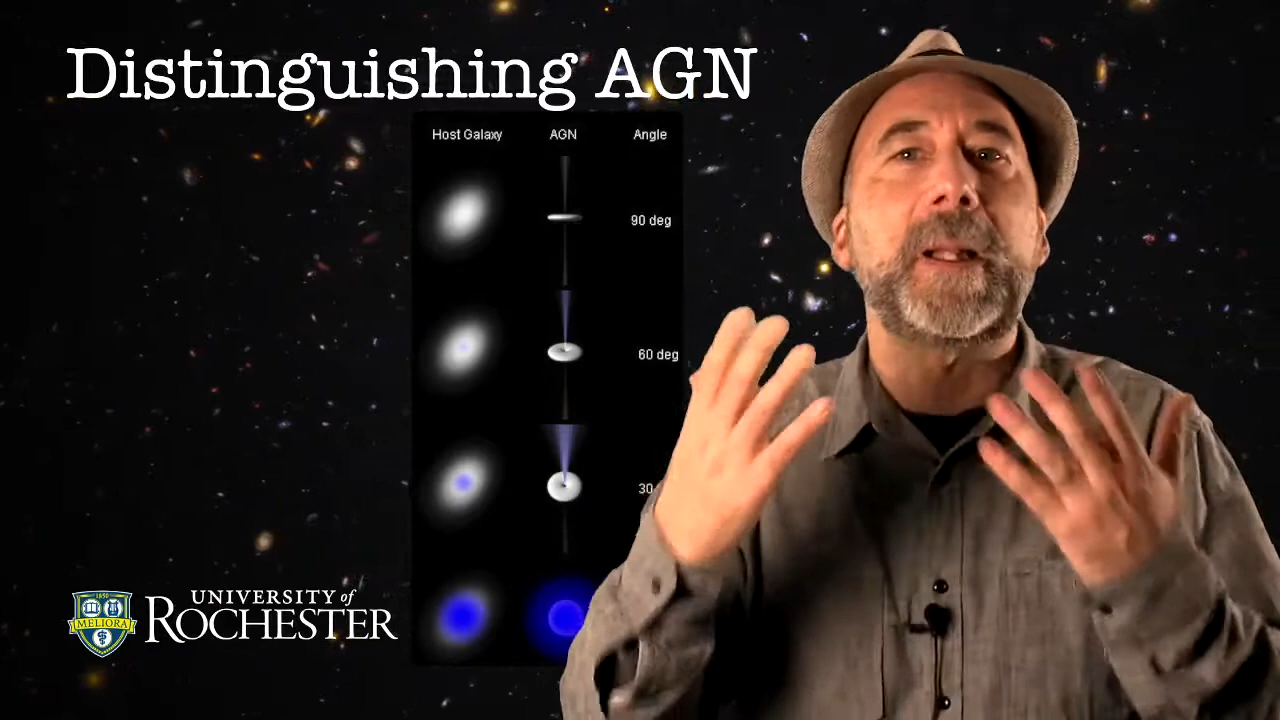 Distinguishing AGN
Host Galaxy AGN Angle
90 deg
60 deg
30
1850
MELIORA
UNIVERSITY of
ROCHESTER